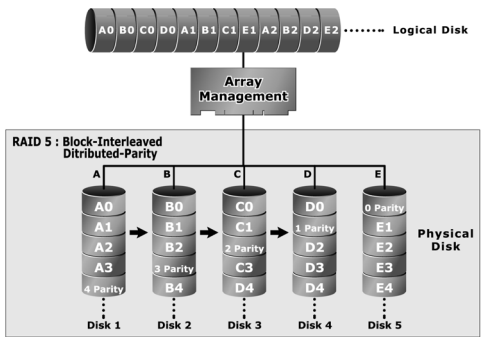 A0 B0 C0 D0 A1 B1 C1 E1 A2 B2 D2 E2 Logical Disk
Array
Management
RAID 5 : Block-Interleaved
Ditributed-Parity
A B C D E
A0 B0 C0 D0 0 Parity
A1 B1 C1 1 Parity E1
A2 B2 2 Parity D2 E2
A3 3 Parity C3 D3 E3
4 Parity B4 D4 D4 E4
Physical
Disk
Disk 1 Disk 2 Disk 3 Disk 4 Disk 5